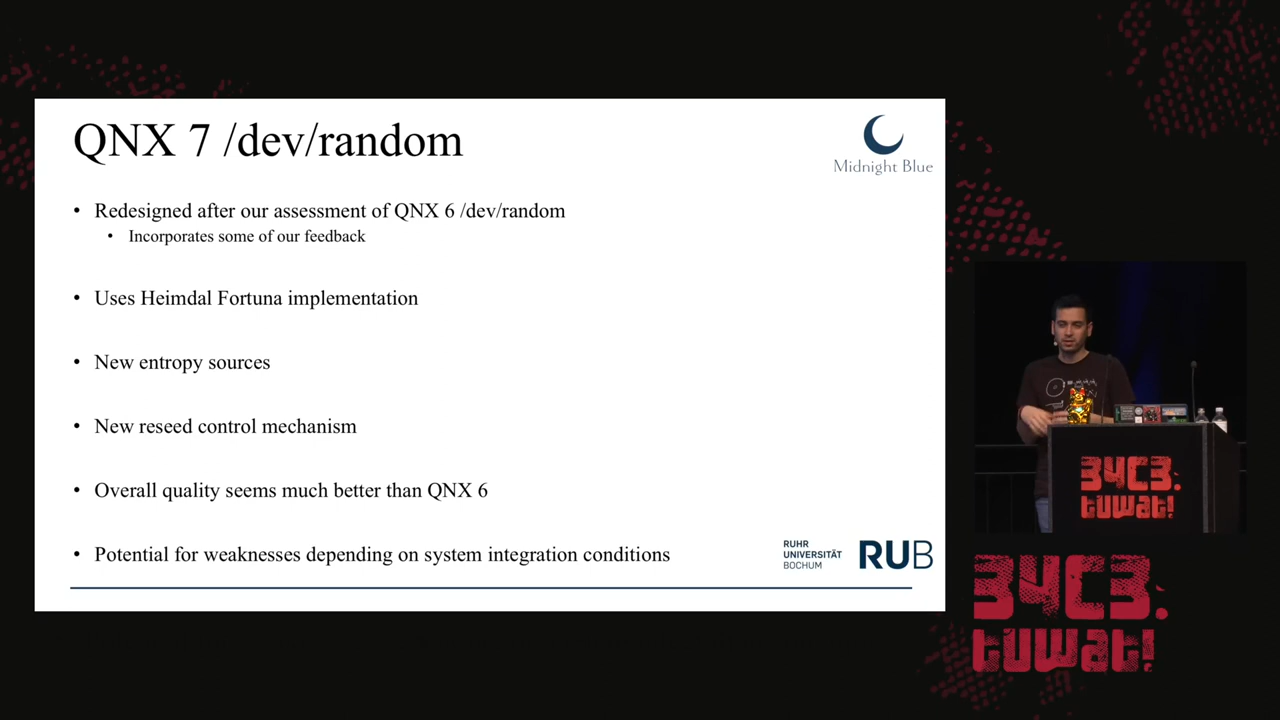 QNX 7 /dev/random
Midnight Blue
• Redesigned after our assessment of QNX 6 /dev/random
• Incorporates some of our feedback
• Uses Heimdal Fortuna implementation
• New entropy sources
• New reseed control mechanism
• Overall quality seems much better than QNX 6
• Potential for weaknesses depending on system integration conditions
RUHR
UNIVERSITÄT
BOCHUM
RUB
34C3.
tuwat!
34C3.
tuwat!